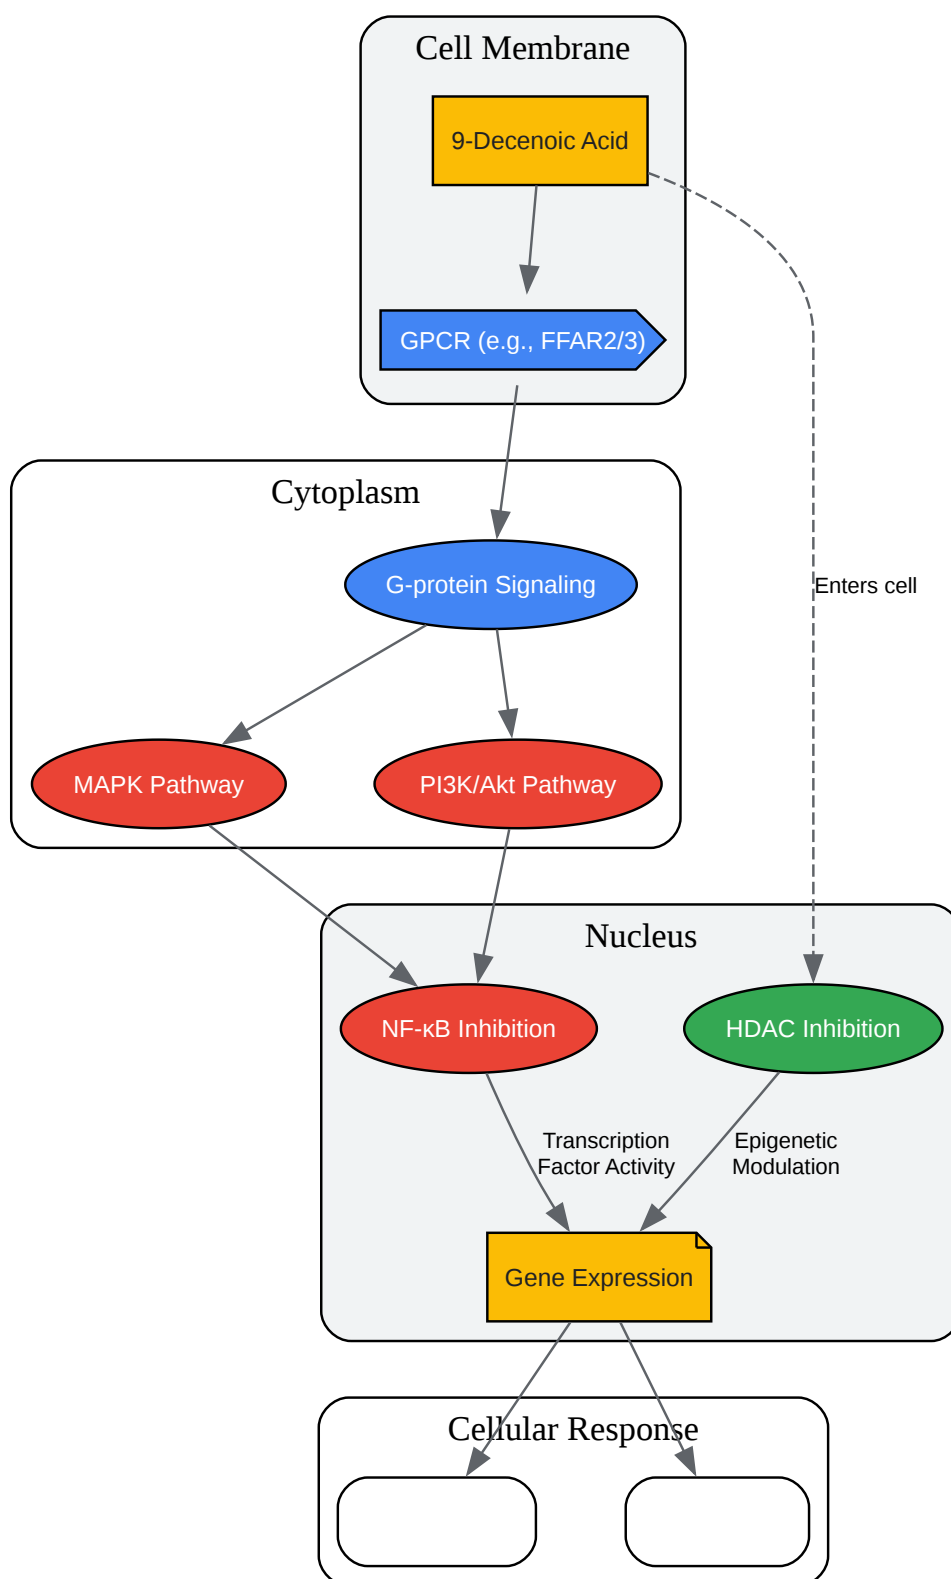 Cell Membrane
9-Decenoic Acid
GPCR (e.g., FFAR2/3)
Cytoplasm
G-protein Signaling
Enters cell
MAPK Pathway
PI3K/Akt Pathway
Nucleus
NF-κB Inhibition
HDAC Inhibition
Transcription
Factor Activity
Epigenetic
Modulation
Gene Expression
Cellular Response